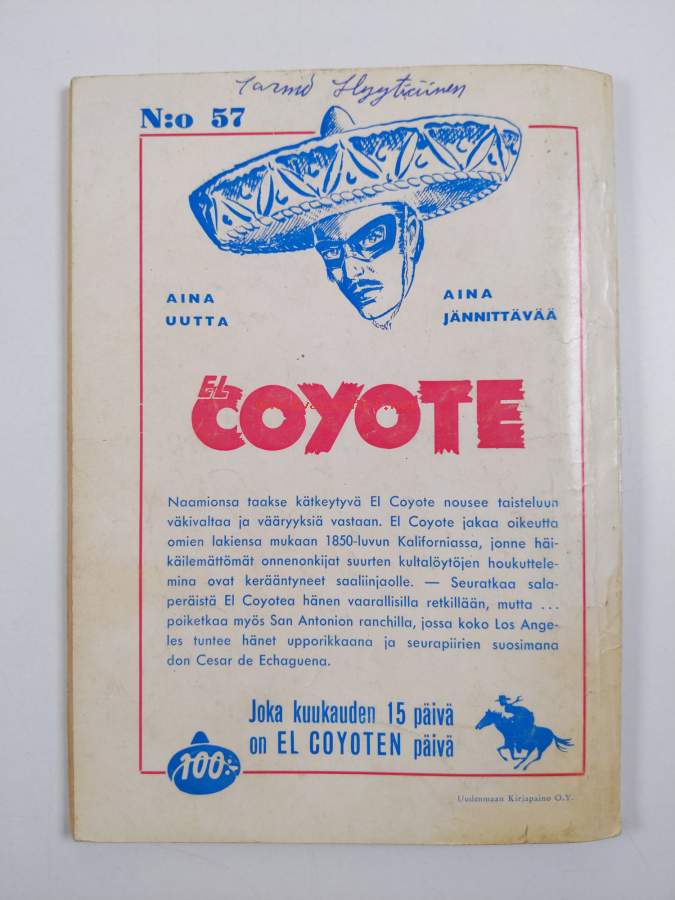 Tarmo Hyytiäinen
N:o 57
AINA
UUTTA
AINA
JÄNNITTÄVÄÄ
EL
COYOTE
Naamionsa taakse kätkeytyvä El Coyote nousee taisteluun
väkivaltaa ja vääryyksiä vastaan. El Coyote jakaa oikeutta
omien lakiensa mukaan 1850-luvun Kaliforniassa, jonne häi-
käilemättömät onnenonkijat suurten kultalöytöjen houkuttele-
mina ovat kerääntyneet saaliinjaolle. — Seuratkaa sala-
peräistä El Coyotea hänen vaarallisilla retkillään, mutta ...
poiketkaa myös San Antonion ranchilla, jossa koko Los Ange-
les tuntee hänet upporikkaana ja seurapiirien suosimana
don Cesar de Echaguena.
Joka kuukauden 15 päivä
on EL COYOTEN päivä
100:-
Uudenmaan Kirjapaino O.Y.